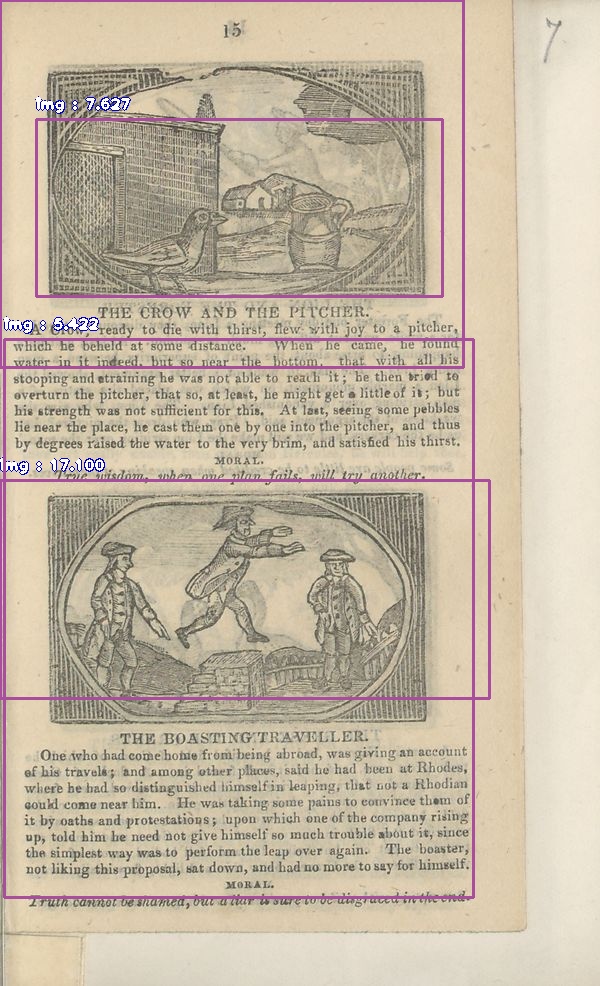 15
7
img : 7.627
THE CROW AND THE PITCHER.
img : 5.422
A Crow, ready to die with thirst, flew with joy to a pitcher,
which he beheld at some distance. When he came, he found
water in it indeed, but so near the bottom, that with all his
stooping and straining he was not able to reach it; he then tried to
overturn the pitcher, that so, at least, he might get a little of it; but
his strength was not sufficient for this. At last, seeing some pebbles
lie near the place, he cast them one by one into the pitcher, and thus
by degrees raised the water to the very brim, and satisfied his thirst.
MORAL.
img : 17.100
True wisdom, when one plan fails, will try another.
THE BOASTING TRAVELLER.
One who had come home from being abroad, was giving an account
of his travels; and among other places, said he had been at Rhodes,
where he had so distinguished himself in leaping, that not a Rhodian
could come near him. He was taking some pains to convince them of
it by oaths and protestations; upon which one of the company rising
up, told him he need not give himself so much trouble about it, since
the simplest way was to perform the leap over again. The boaster,
not liking this proposal, sat down, and had no more to say for himself.
MORAL.
Truth cannot be shamed, but a liar is sure to be disgraced in the end.